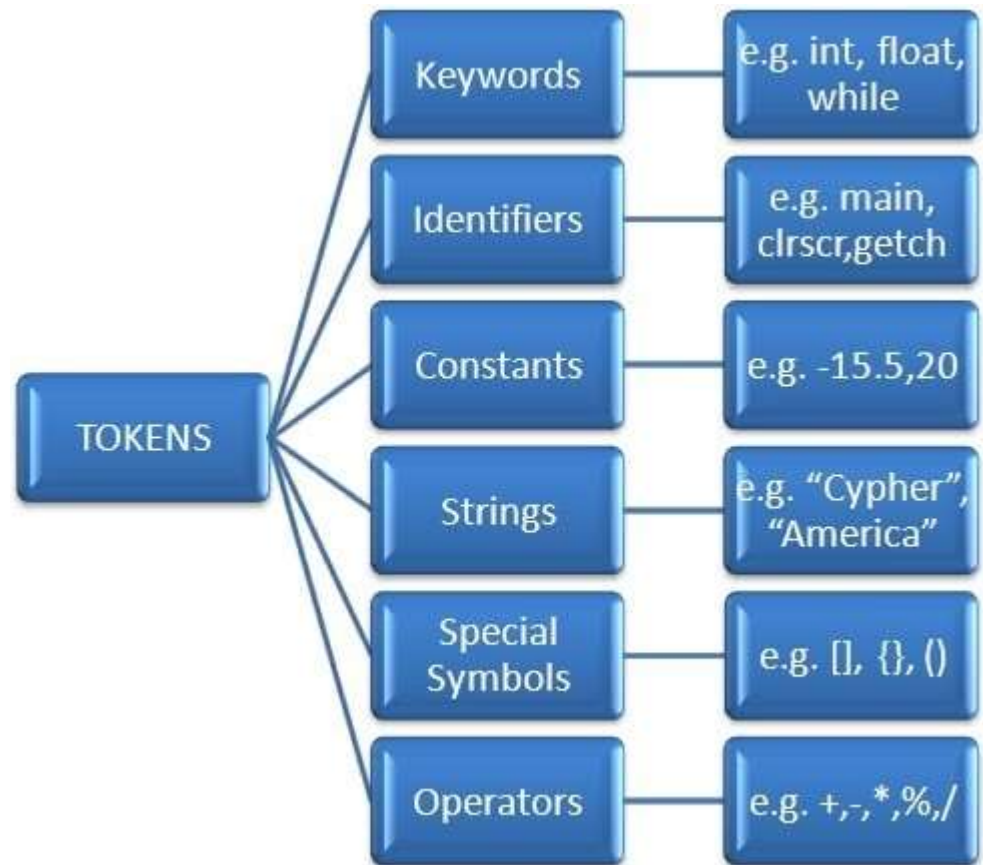 TOKENS
Keywords
e.g. int, float,
while
Identifiers
e.g. main,
clrscr,getch
Constants
e.g. -15.5,20
Strings
e.g. “Cypher”,
“America”
Special
Symbols
e.g. [], {}, ()
Operators
e.g. +,-,*,%,/